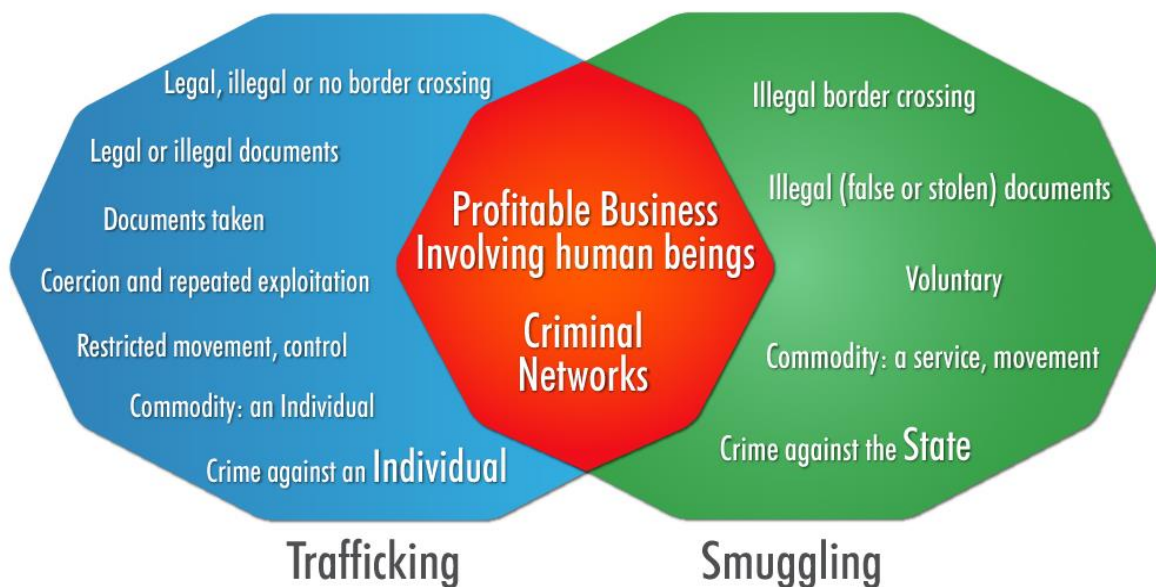 Legal, illegal or no border crossing
Legal or illegal documents
Documents taken
Coercion and repeated exploitation
Restricted movement, control
Commodity: an Individual
Crime against an Individual
Profitable Business
Involving human beings
Criminal
Networks
Illegal border crossing
Illegal (false or stolen) documents
Voluntary
Commodity: a service, movement
Crime against the State
Trafficking
Smuggling